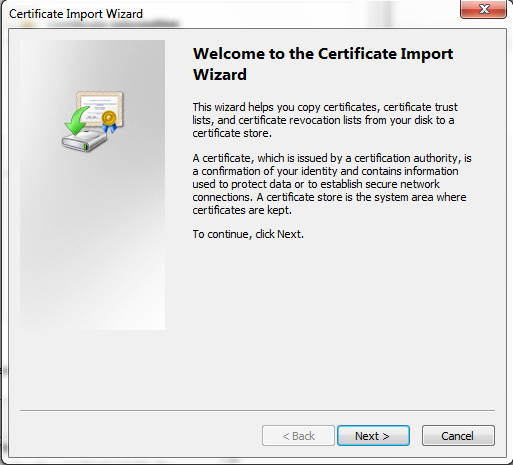 Certificate Import Wizard
Welcome to the Certificate Import
Wizard
This wizard helps you copy certificates, certificate trust
lists, and certificate revocation lists from your disk to a
certificate store.
A certificate, which is issued by a certification authority, is
a confirmation of your identity and contains information
used to protect data or to establish secure network
connections. A certificate store is the system area where
certificates are kept.
To continue, click Next.
< Back
Next >
Cancel